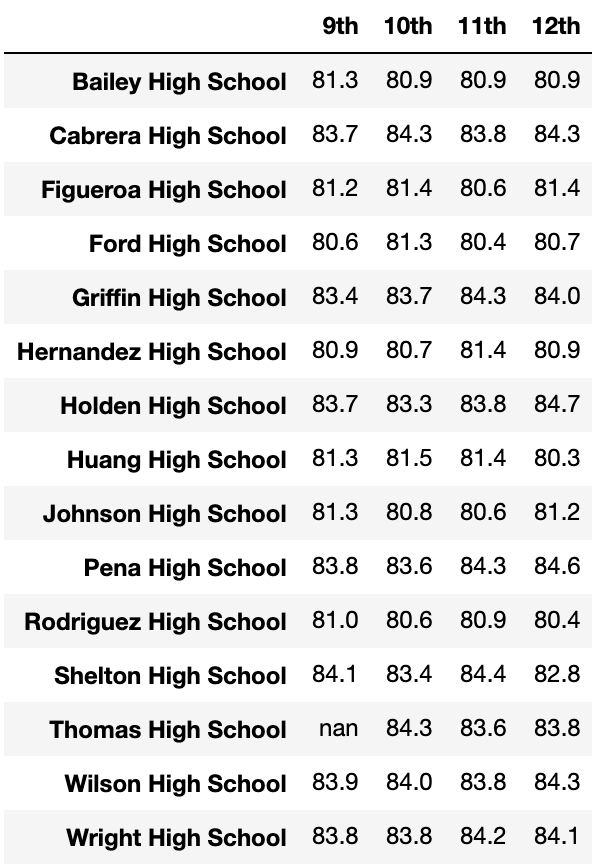 9th 10th 11th 12th
Bailey High School 81.3 80.9 80.9 80.9
Cabrera High School 83.7 84.3 83.8 84.3
Figueroa High School 81.2 81.4 80.6 81.4
Ford High School 80.6 81.3 80.4 80.7
Griffin High School 83.4 83.7 84.3 84.0
Hernandez High School 80.9 80.7 81.4 80.9
Holden High School 83.7 83.3 83.8 84.7
Huang High School 81.3 81.5 81.4 80.3
Johnson High School 81.3 80.8 80.6 81.2
Pena High School 83.8 83.6 84.3 84.6
Rodriguez High School 81.0 80.6 80.9 80.4
Shelton High School 84.1 83.4 84.4 82.8
Thomas High School nan 84.3 83.6 83.8
Wilson High School 83.9 84.0 83.8 84.3
Wright High School 83.8 83.8 84.2 84.1